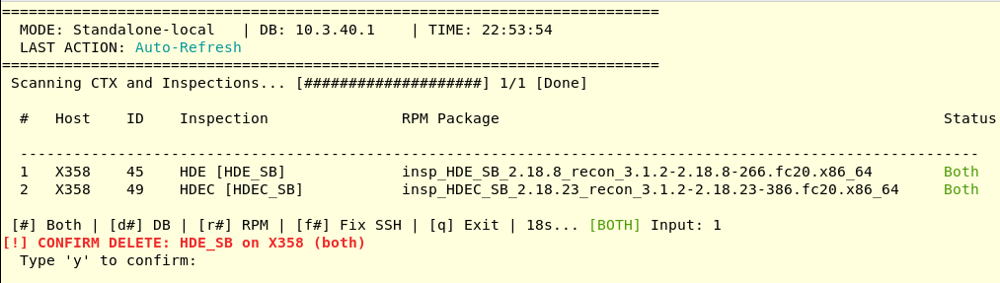 ==========================================================================
MODE: Standalone-local | DB: 10.3.40.1 | TIME: 22:53:54
LAST ACTION: Auto-Refresh
==========================================================================
Scanning CTX and Inspections... [####################] 1/1 [Done]
# Host ID Inspection RPM Package Status
------------------------------------------------------------------------------------------------------------
1 X358 45 HDE [HDE_SB] insp_HDE_SB_2.18.8_recon_3.1.2-2.18.8-266.fc20.x86_64 Both
2 X358 49 HDEC [HDEC_SB] insp_HDEC_SB_2.18.23_recon_3.1.2-2.18.23-386.fc20.x86_64 Both
[#] Both | [d#] DB | [r#] RPM | [f#] Fix SSH | [q] Exit | 18s... [BOTH] Input: 1
[!] CONFIRM DELETE: HDE_SB on X358 (both)
Type 'y' to confirm: